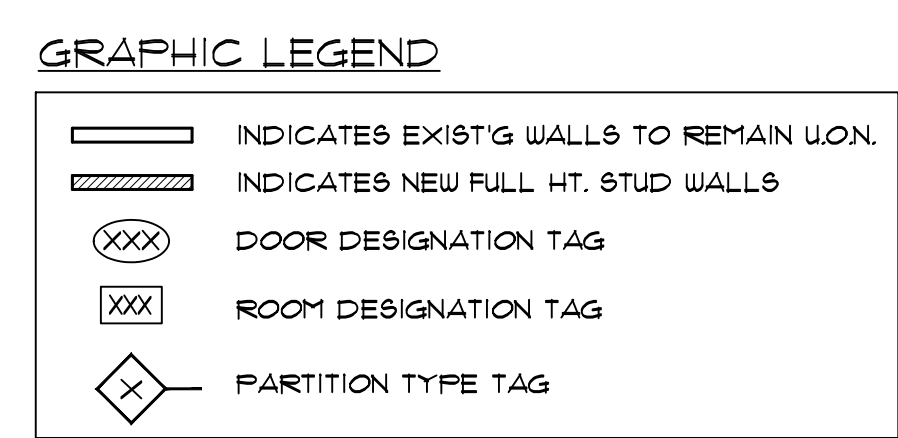 GRAPHIC LEGEND
INDICATES EXIST'G WALLS TO REMAIN U.O.N.
INDICATES NEW FULL HT. STUD WALLS
XXX DOOR DESIGNATION TAG
XXX ROOM DESIGNATION TAG
X PARTITION TYPE TAG